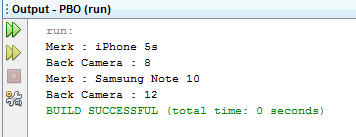 Output - PBO (run)
run:
Merk : iPhone 5s
Back Camera : 8
Merk : Samsung Note 10
Back Camera : 12
BUILD SUCCESSFUL (total time: 0 seconds)